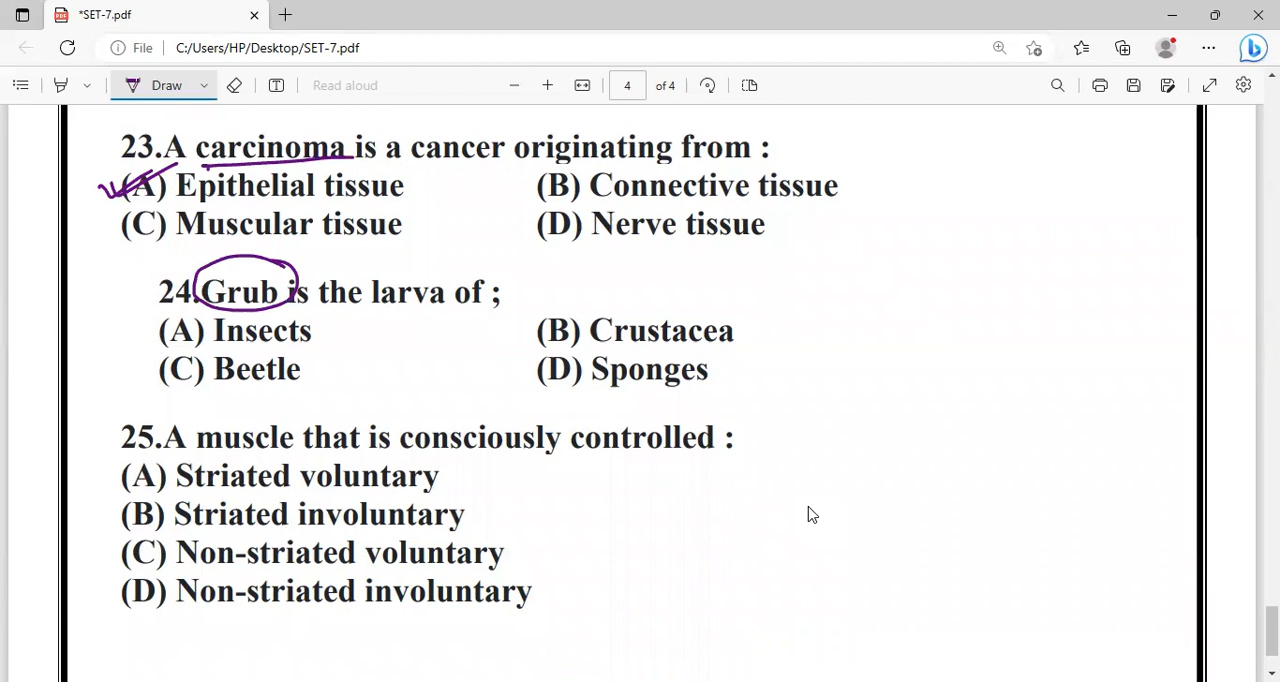 *SET-7.pdf
File C:/Users/HP/Desktop/SET-7.pdf
Draw Read aloud 4 of 4
23.A carcinoma is a cancer originating from :
(A) Epithelial tissue (B) Connective tissue
(C) Muscular tissue (D) Nerve tissue
24.Grub is the larva of ;
(A) Insects (B) Crustacea
(C) Beetle (D) Sponges
25.A muscle that is consciously controlled :
(A) Striated voluntary
(B) Striated involuntary
(C) Non-striated voluntary
(D) Non-striated involuntary